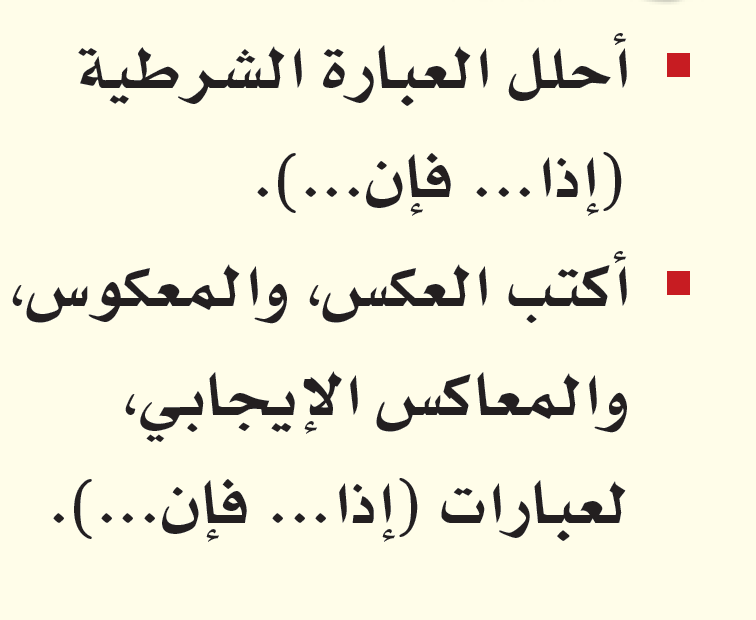 أحلل العبارة الشرطية
(إذا... فإن...).
أكتب العكس، والمعكوس،
والمعاكس الإيجابي،
لعبارات (إذا... فإن...).